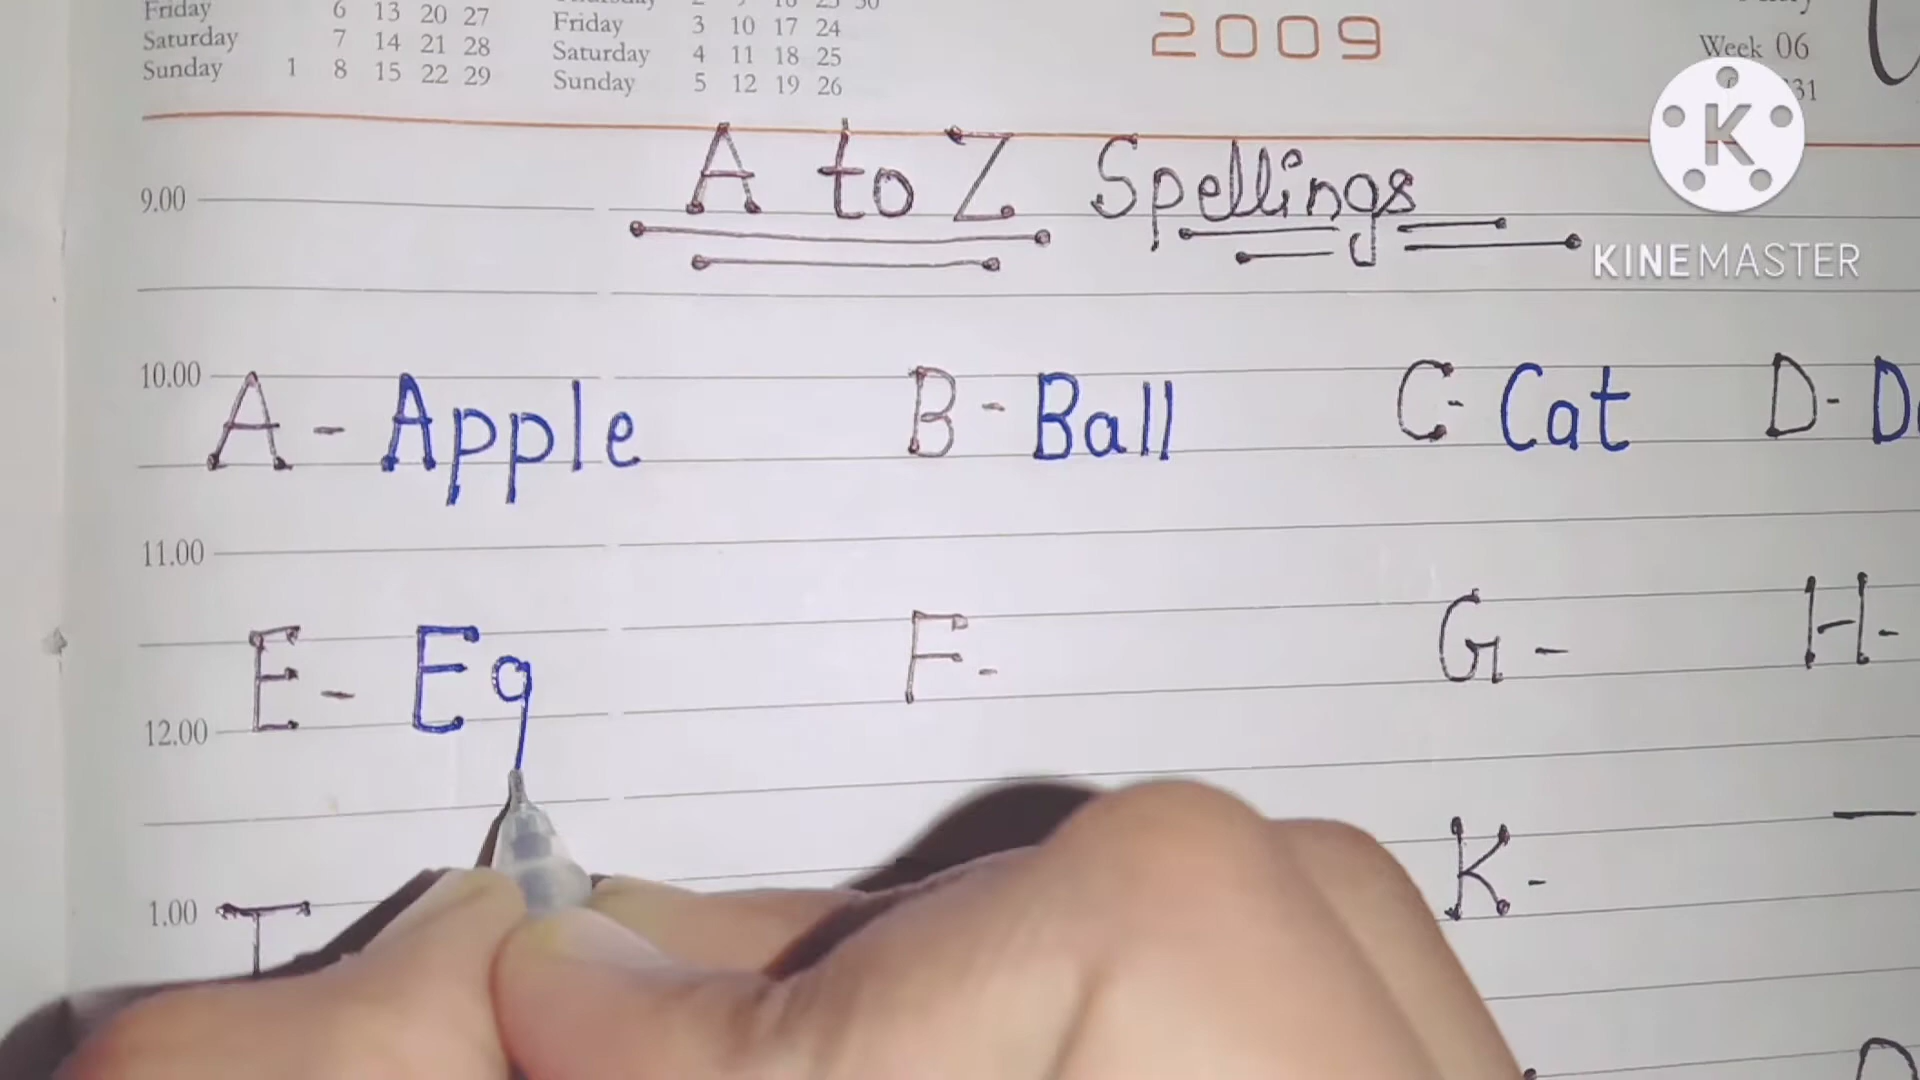 Friday 6 13 20 27
Saturday 7 14 21 28
Sunday 1 8 15 22 29
Friday 3 10 17 24
Saturday 4 11 18 25
Sunday 5 12 19 26
2009
Week 06
31
KINEMASTER
9.00 A to Z Spellings
10.00 A - Apple B - Ball C - Cat D - D
11.00
E - Eg F - G - H -
12.00
K -
1.00